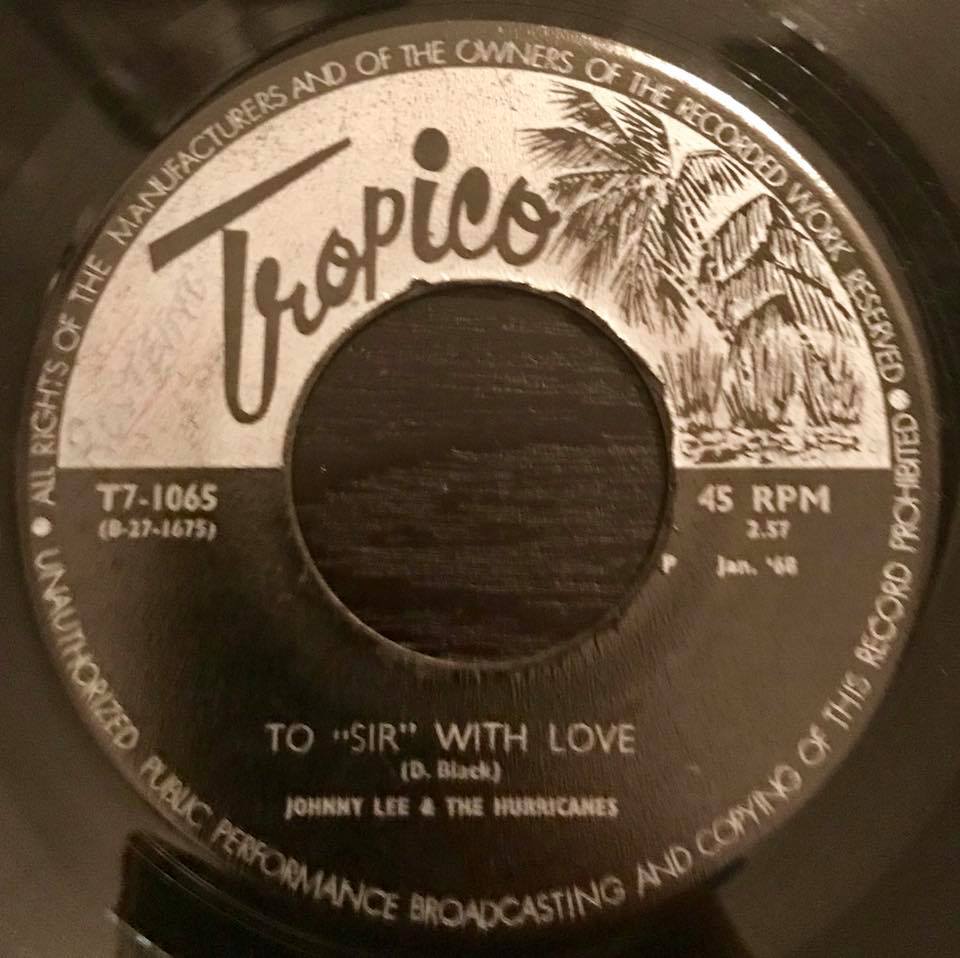 ALL RIGHTS OF THE MANUFACTURERS AND OF THE OWNERS OF THE RECORDED WORK RESERVED •
Tropico
T7-1065
(B-27-1675)
45 RPM
2.57
P Jan. '68
TO "SIR" WITH LOVE
(D. Black)
JOHNNY LEE & THE HURRICANES
• UNAUTHORIZED PUBLIC PERFORMANCE BROADCASTING AND COPYING OF THIS RECORD PROHIBITED